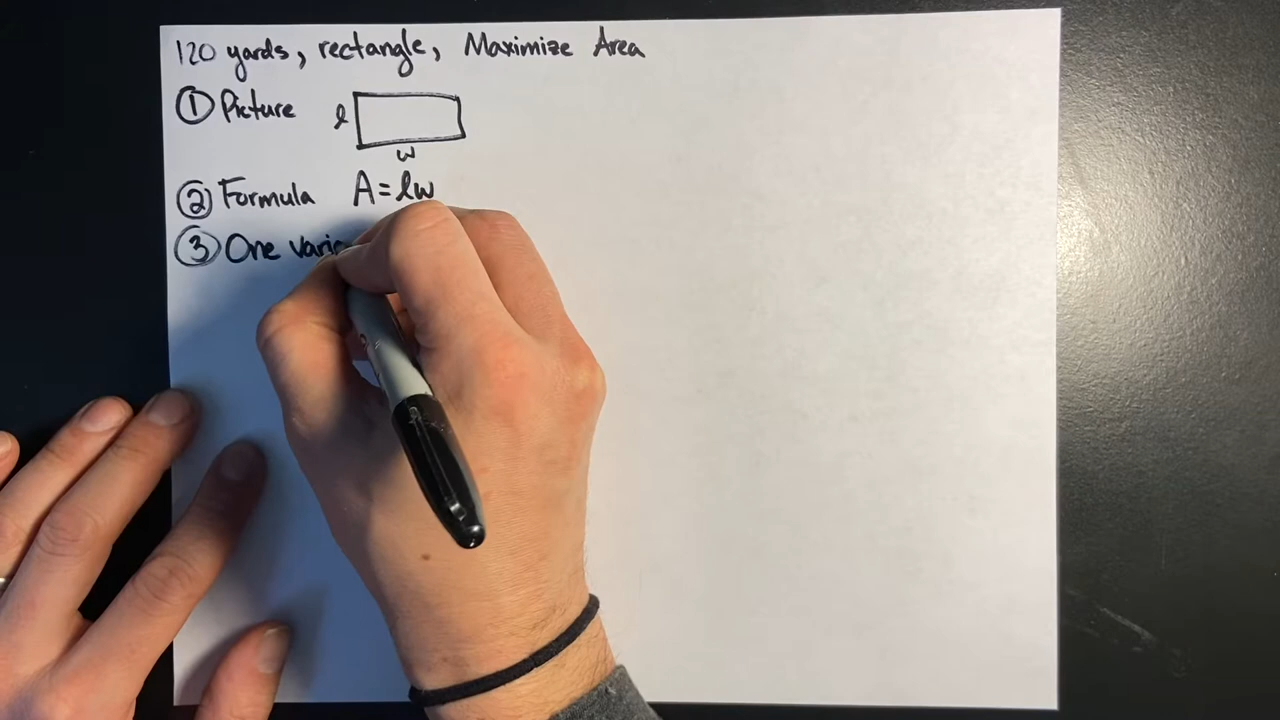 120 yards, rectangle, Maximize Area
① Picture
l
w
② Formula A=lw
③ One